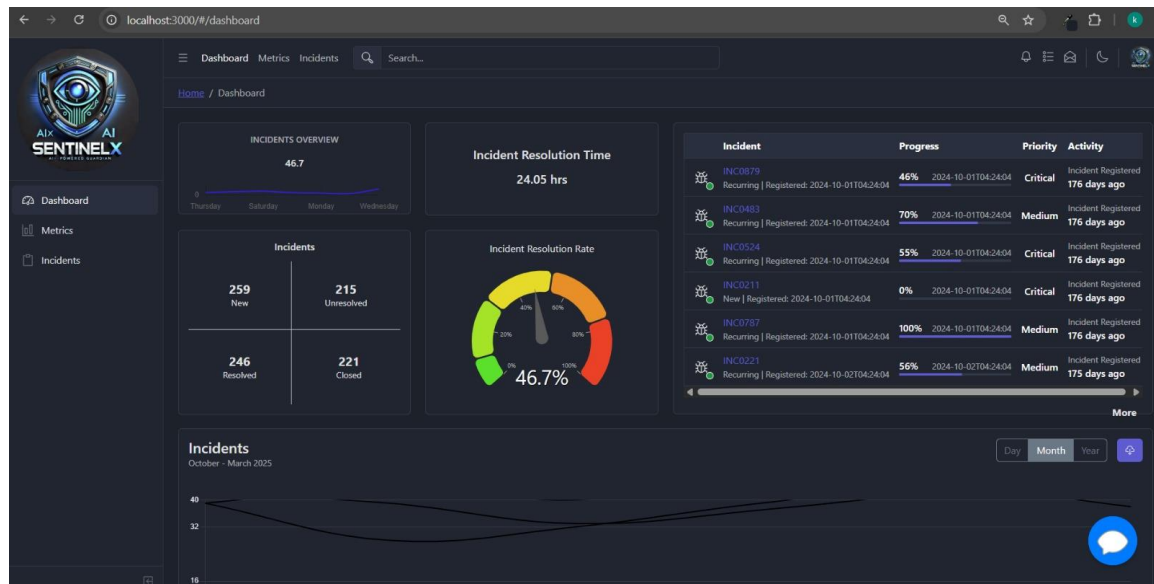 localhost:3000/#/dashboard
k
AIx AI
SENTINELX
Dashboard
Metrics
Incidents
Dashboard Metrics Incidents Search...
Home / Dashboard
INCIDENTS OVERVIEW
46.7
0
Thursday Saturday Monday Wednesday
Incident Resolution Time
24.05 hrs
Incidents
259
New
215
Unresolved
246
Resolved
221
Closed
Incident Resolution Rate
0% 20% 40% 60% 80% 100%
46.7%
Incident Progress Priority Activity
INC0879
Recurring | Registered: 2024-10-01T04:24:04
46% 2024-10-01T04:24:04 Critical
Incident Registered
176 days ago
INC0483
Recurring | Registered: 2024-10-01T04:24:04
70% 2024-10-01T04:24:04 Medium
Incident Registered
176 days ago
INC0524
Recurring | Registered: 2024-10-01T04:24:04
55% 2024-10-01T04:24:04 Critical
Incident Registered
176 days ago
INC0211
New | Registered: 2024-10-01T04:24:04
0% 2024-10-01T04:24:04 Critical
Incident Registered
176 days ago
INC0787
Recurring | Registered: 2024-10-01T04:24:04
100% 2024-10-01T04:24:04 Medium
Incident Registered
176 days ago
INC0221
Recurring | Registered: 2024-10-02T04:24:04
56% 2024-10-02T04:24:04 Medium
Incident Registered
175 days ago
More
Incidents
October - March 2025
Day Month Year
40
32
16